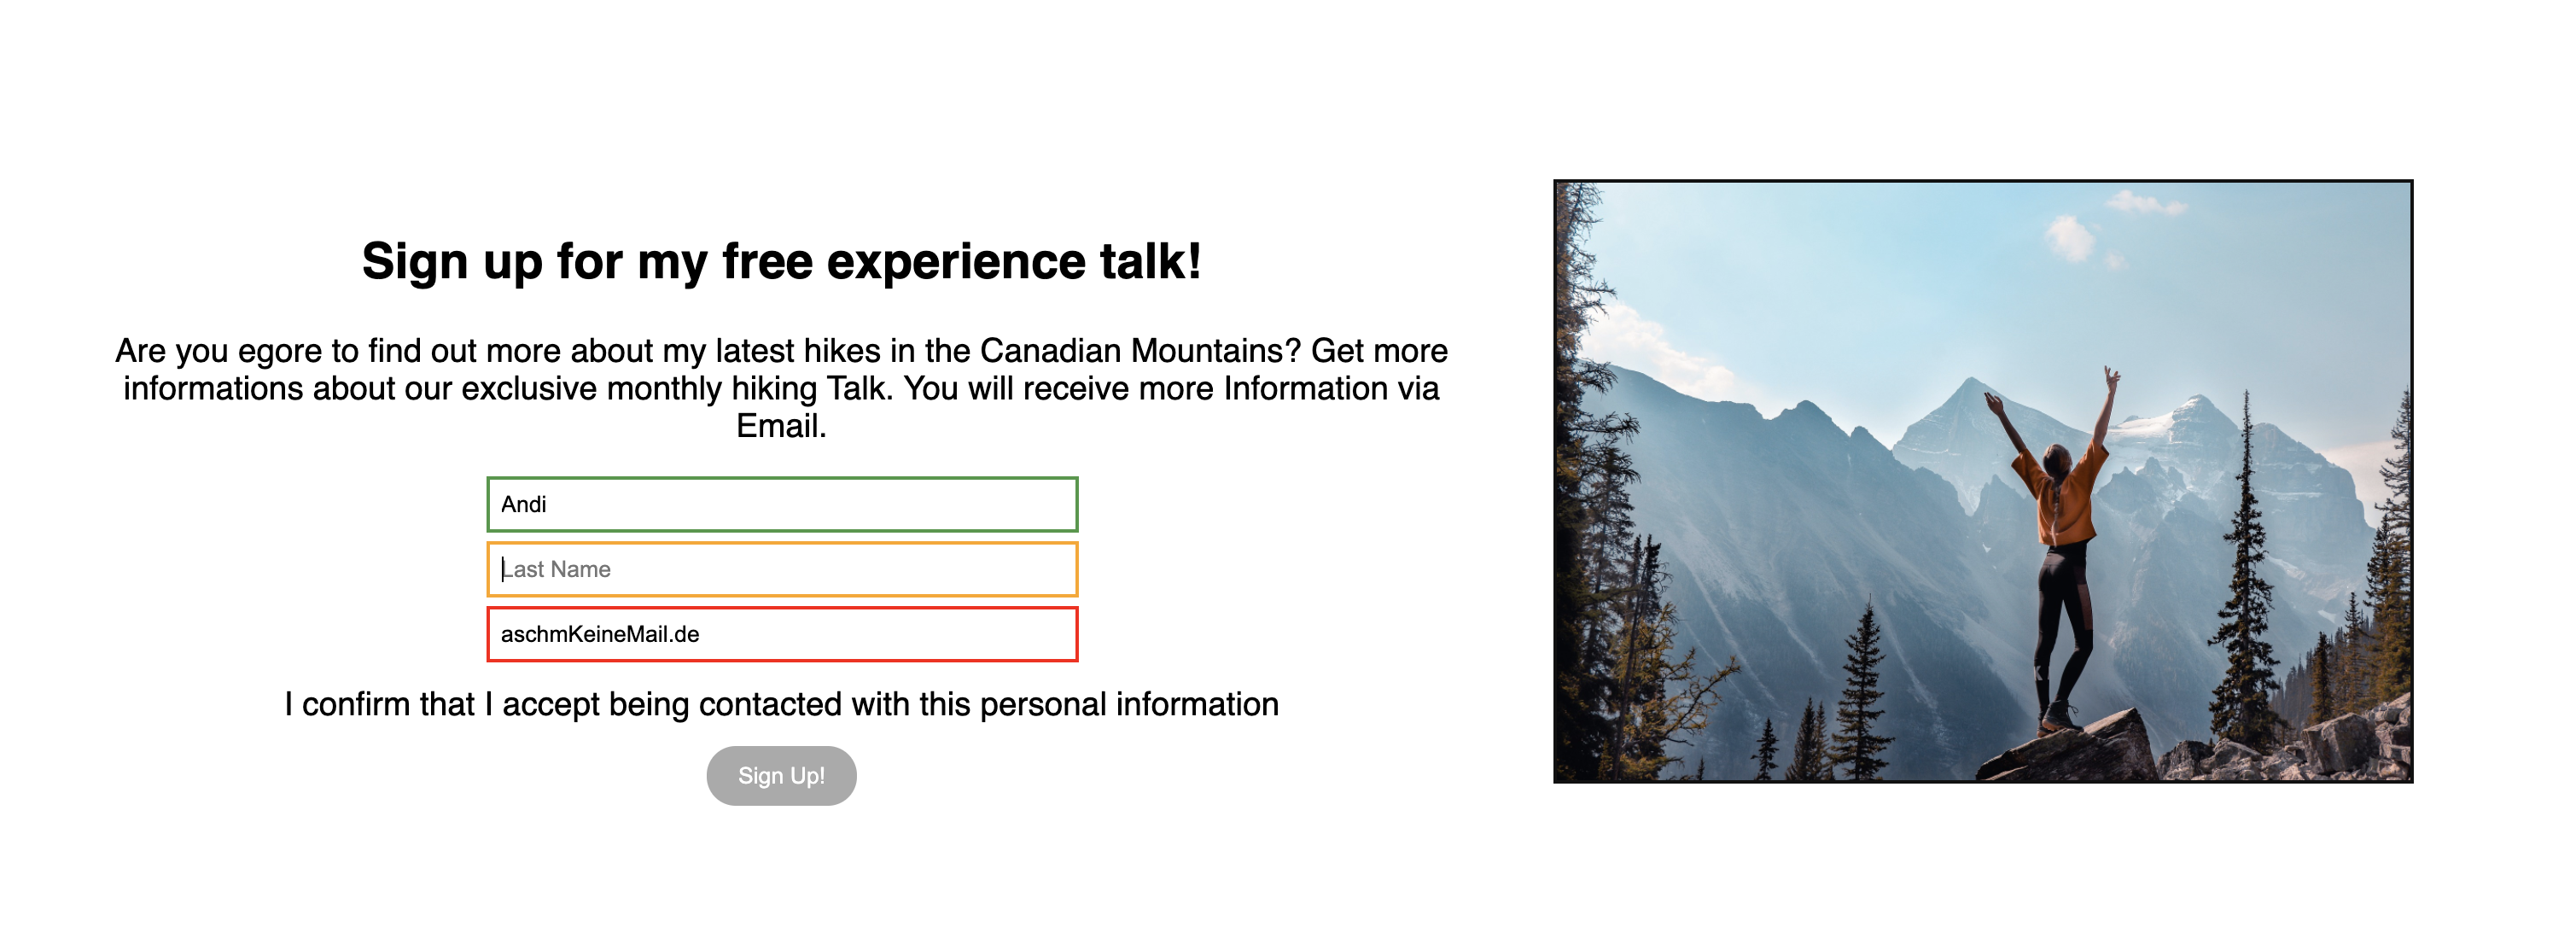 Sign up for my free experience talk!
Are you egore to find out more about my latest hikes in the Canadian Mountains? Get more
informations about our exclusive monthly hiking Talk. You will receive more Information via
Email.
Andi
Last Name
aschmKeineMail.de
I confirm that I accept being contacted with this personal information
Sign Up!